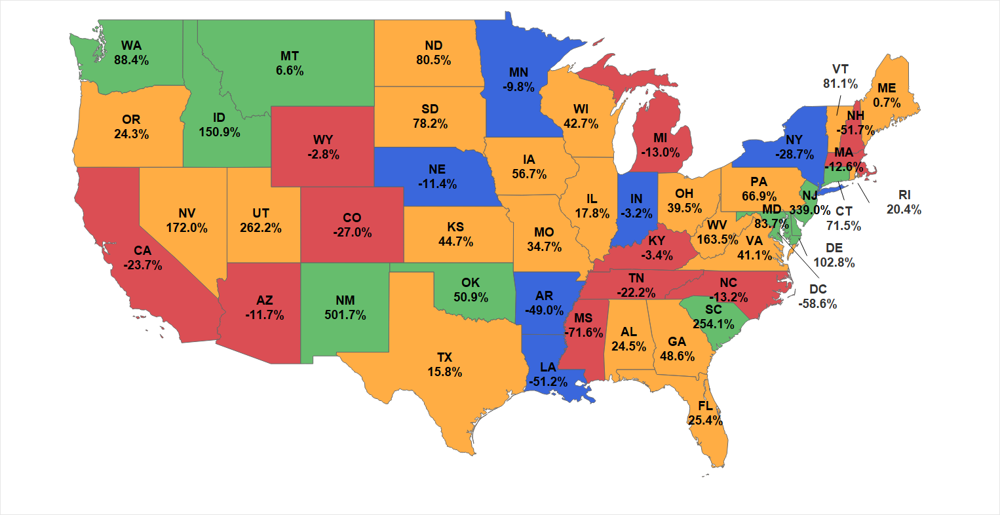 WA
88.4%
MT
6.6%
ND
80.5%
MN
-9.8%
VT
81.1%
ME
0.7%
OR
24.3%
ID
150.9%
SD
78.2%
WI
42.7%
NH
-51.7%
WY
-2.8%
MI
-13.0%
NY
-28.7%
MA
-12.6%
NE
-11.4%
IA
56.7%
PA
66.9%
NV
172.0%
UT
262.2%
CO
-27.0%
IL
17.8%
IN
-3.2%
OH
39.5%
NJ
339.0%
RI
20.4%
CT
71.5%
MD
83.7%
KS
44.7%
MO
34.7%
WV
163.5%
KY
-3.4%
VA
41.1%
CA
-23.7%
DE
102.8%
TN
-22.2%
NC
-13.2%
DC
-58.6%
OK
50.9%
AZ
-11.7%
NM
501.7%
AR
-49.0%
SC
254.1%
MS
-71.6%
AL
24.5%
GA
48.6%
TX
15.8%
LA
-51.2%
FL
25.4%